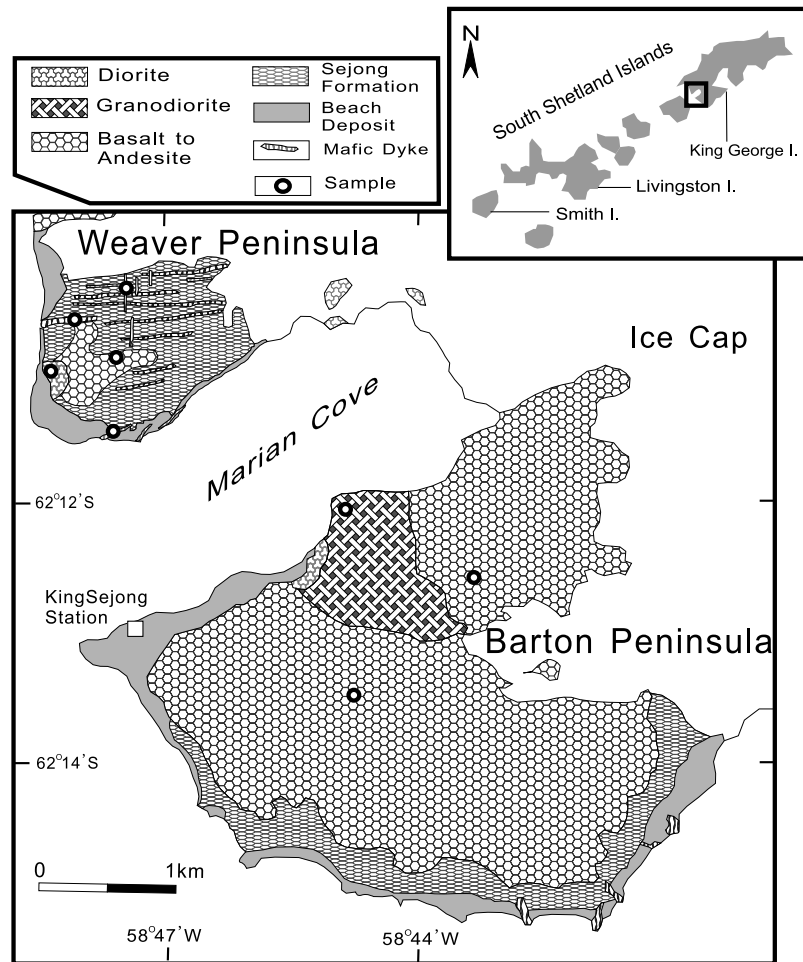 Diorite
Granodiorite
Basalt to
Andesite
Sejong
Formation
Beach
Deposit
Mafic Dyke
Sample
N
South Shetland Islands
King George I.
Livingston I.
Smith I.
Weaver Peninsula
Ice Cap
Marian Cove
62°12'S
KingSejong
Station
Barton Peninsula
62°14'S
0 1km
58°47'W 58°44'W